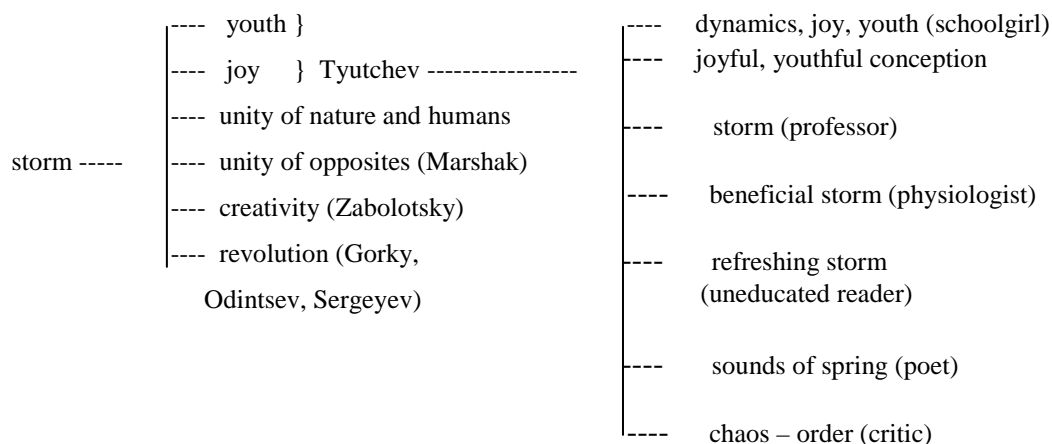 storm -----
---- youth }
---- joy } Tyutchev -----------------
---- unity of nature and humans
---- unity of opposites (Marshak)
---- creativity (Zabolotsky)
---- revolution (Gorky,
Odintsev, Sergeyev)
---- dynamics, joy, youth (schoolgirl)
---- joyful, youthful conception
---- storm (professor)
---- beneficial storm (physiologist)
---- refreshing storm
(uneducated reader)
---- sounds of spring (poet)
---- chaos – order (critic)